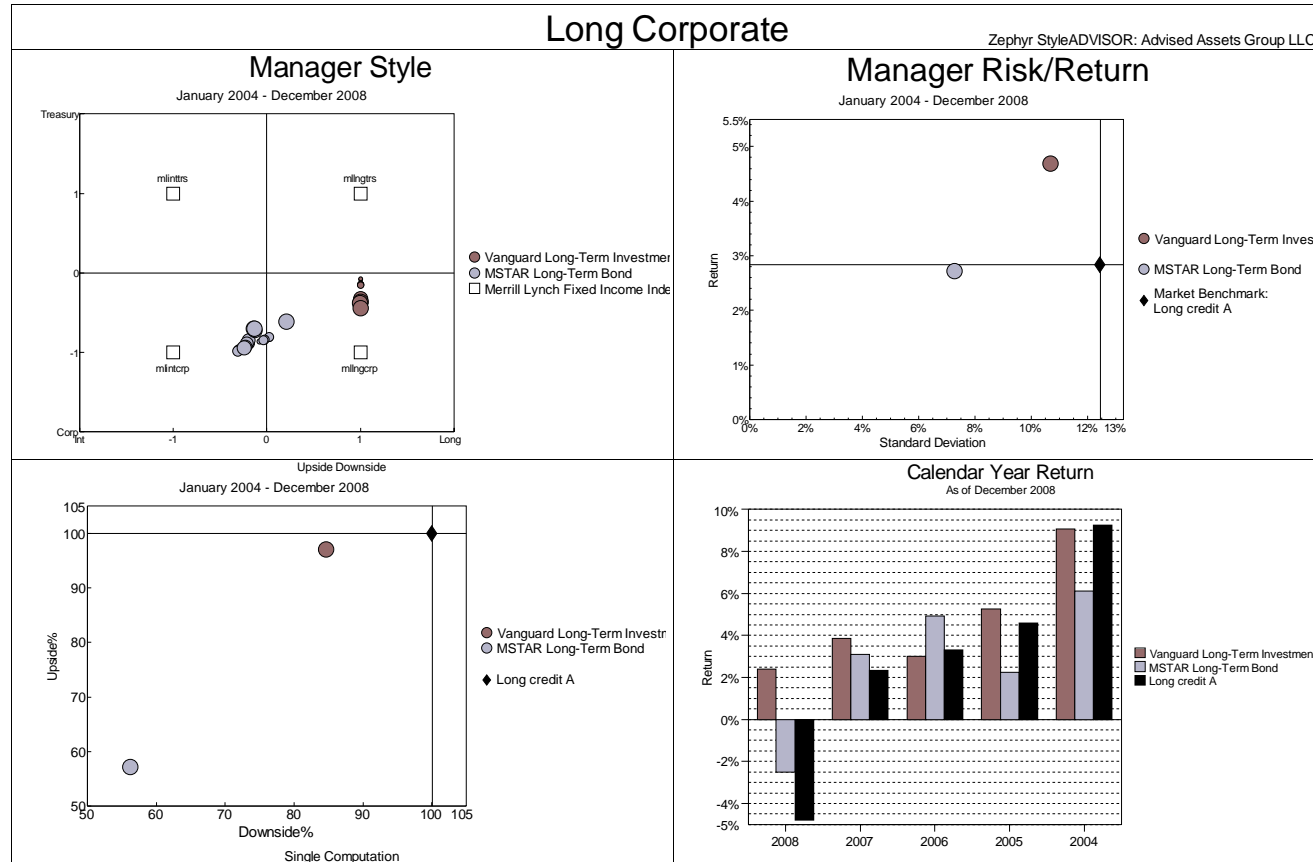 Long Corporate
Zephyr StyleADVISOR: Advised Assets Group LLC
Manager Style
January 2004 - December 2008
Treasury
1
0
-1
Corp
Int
-1
0
1
Long
mlinttrs
mllngtrs
mlintcrp
mllngcrp
Vanguard Long-Term Investmen
MSTAR Long-Term Bond
Merrill Lynch Fixed Income Inde
Manager Risk/Return
January 2004 - December 2008
Return
5.5%
5%
4%
3%
2%
1%
0%
0%
2%
4%
6%
8%
10%
12%
13%
Standard Deviation
Vanguard Long-Term Inves
MSTAR Long-Term Bond
Market Benchmark:
Long credit A
Upside Downside
January 2004 - December 2008
Upside%
105
100
90
80
70
60
50
50
60
70
80
90
100
105
Downside%
Single Computation
Vanguard Long-Term Investm
MSTAR Long-Term Bond
Long credit A
Calendar Year Return
As of December 2008
Return
10%
8%
6%
4%
2%
0%
-2%
-4%
-5%
2008
2007
2006
2005
2004
Vanguard Long-Term Investmen
MSTAR Long-Term Bond
Long credit A